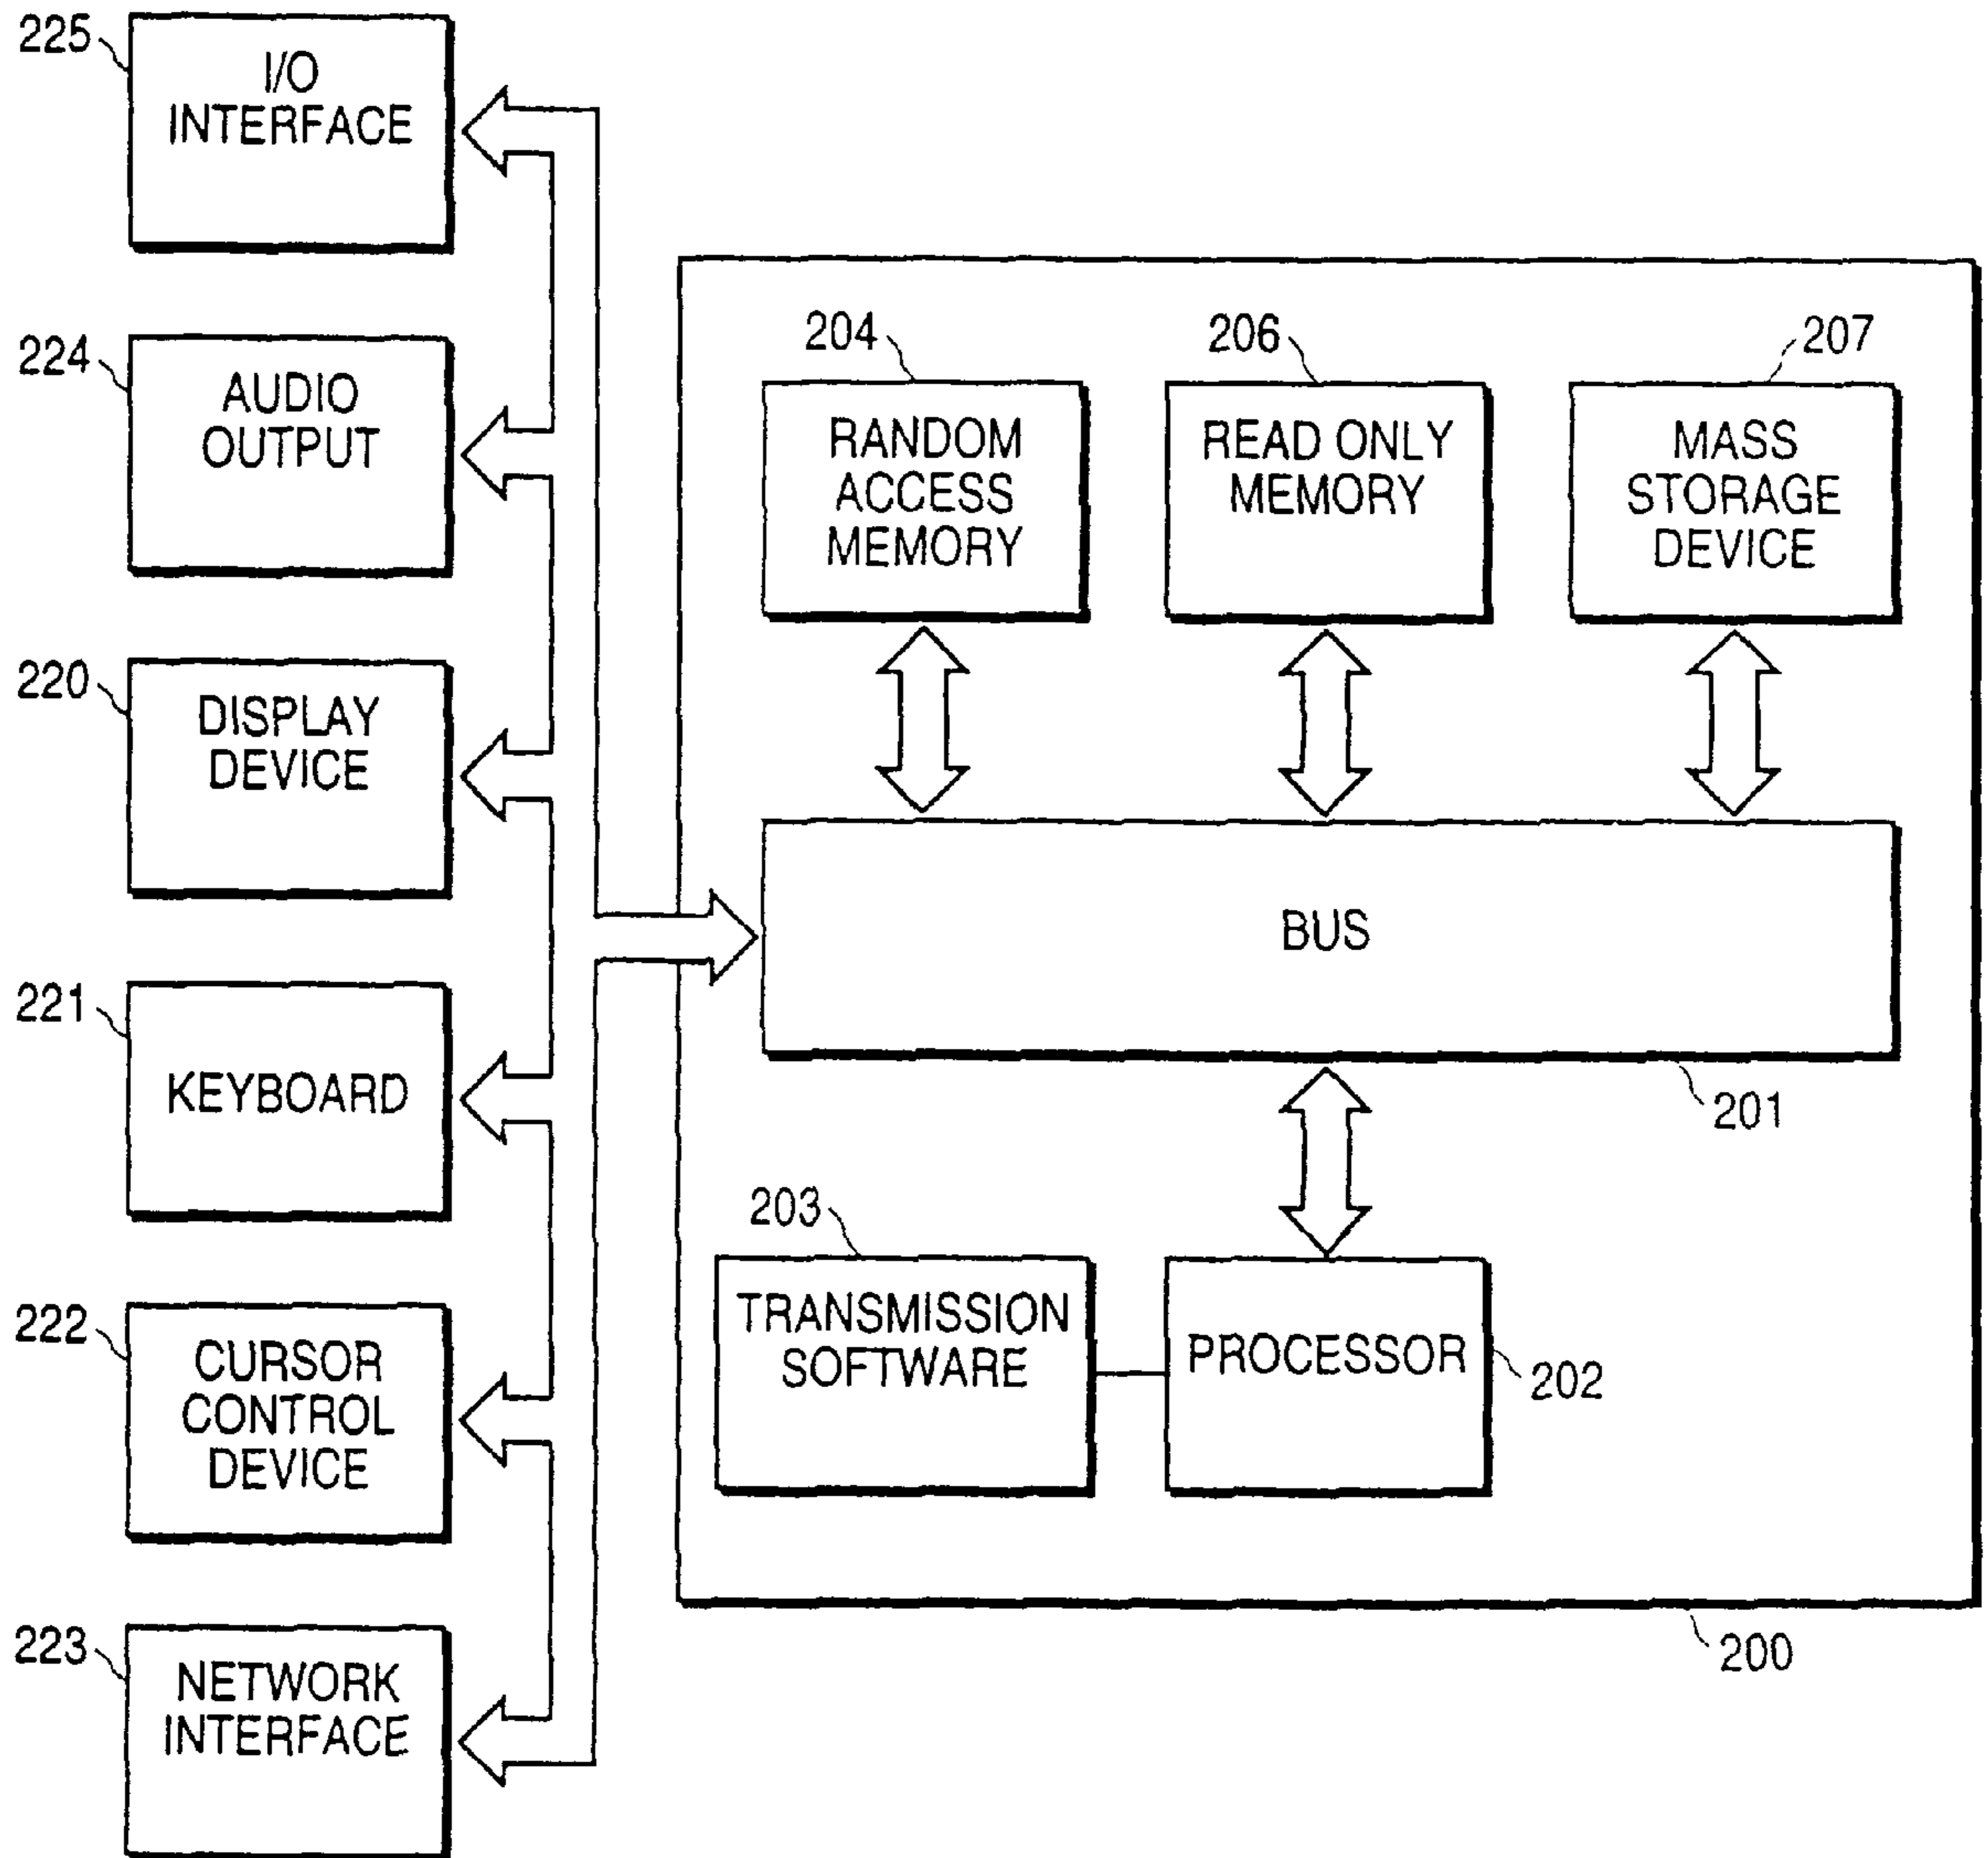 225
I/O
INTERFACE
224
AUDIO
OUTPUT
220
DISPLAY
DEVICE
221
KEYBOARD
222
CURSOR
CONTROL
DEVICE
223
NETWORK
INTERFACE
204
RANDOM
ACCESS
MEMORY
206
READ ONLY
MEMORY
207
MASS
STORAGE
DEVICE
BUS
201
203
TRANSMISSION
SOFTWARE
PROCESSOR
202
200